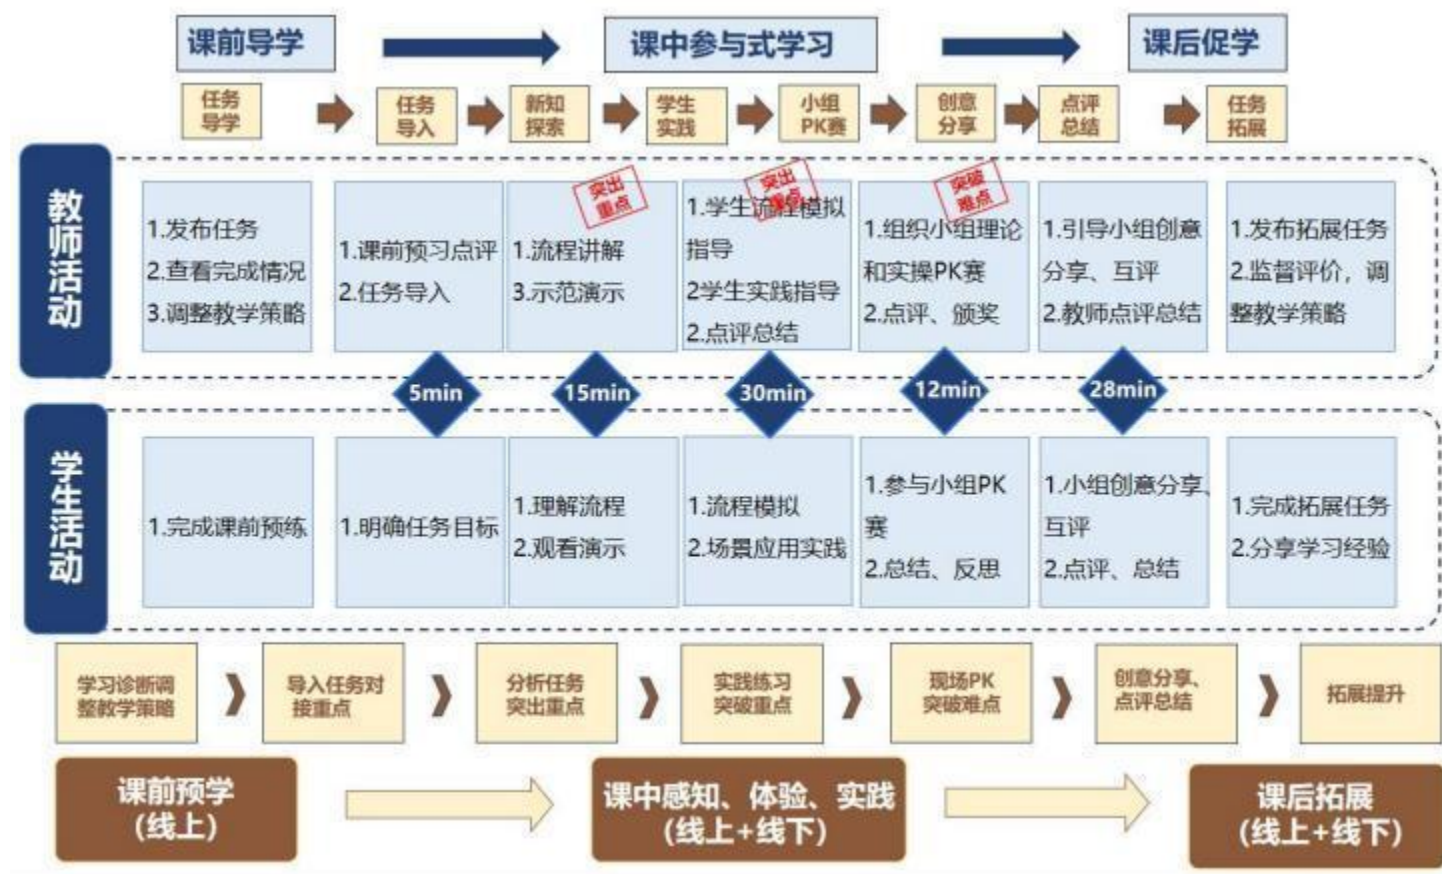 课前导学
课中参与式学习
课后促学
任务
导学
任务
导入
新知
探索
学生
实践
小组
PK赛
创意
分享
点评
总结
任务
拓展
教师活动
1.发布任务
2.查看完成情况
3.调整教学策略
1.课前预习点评
2.任务导入
突出
重点
1.流程讲解
3.示范演示
突出
重点
1.学生流程模拟
指导
2学生实践指导
2.点评总结
突破
难点
1.组织小组理论
和实操PK赛
2.点评、颁奖
1.引导小组创意
分享、互评
2.教师点评总结
1.发布拓展任务
2.监督评价，调
整教学策略
5min
15min
30min
12min
28min
学生活动
1.完成课前预练
1.明确任务目标
1.理解流程
2.观看演示
1.流程模拟
2.场景应用实践
1.参与小组PK
赛
2.总结、反思
1.小组创意分享、
互评
2.点评、总结
1.完成拓展任务
2.分享学习经验
学习诊断调
整教学策略
导入任务对
接重点
分析任务
突出重点
实践练习
突破重点
现场PK
突破难点
创意分享、
点评总结
拓展提升
课前预学
（线上）
课中感知、体验、实践
（线上+线下）
课后拓展
（线上+线下）